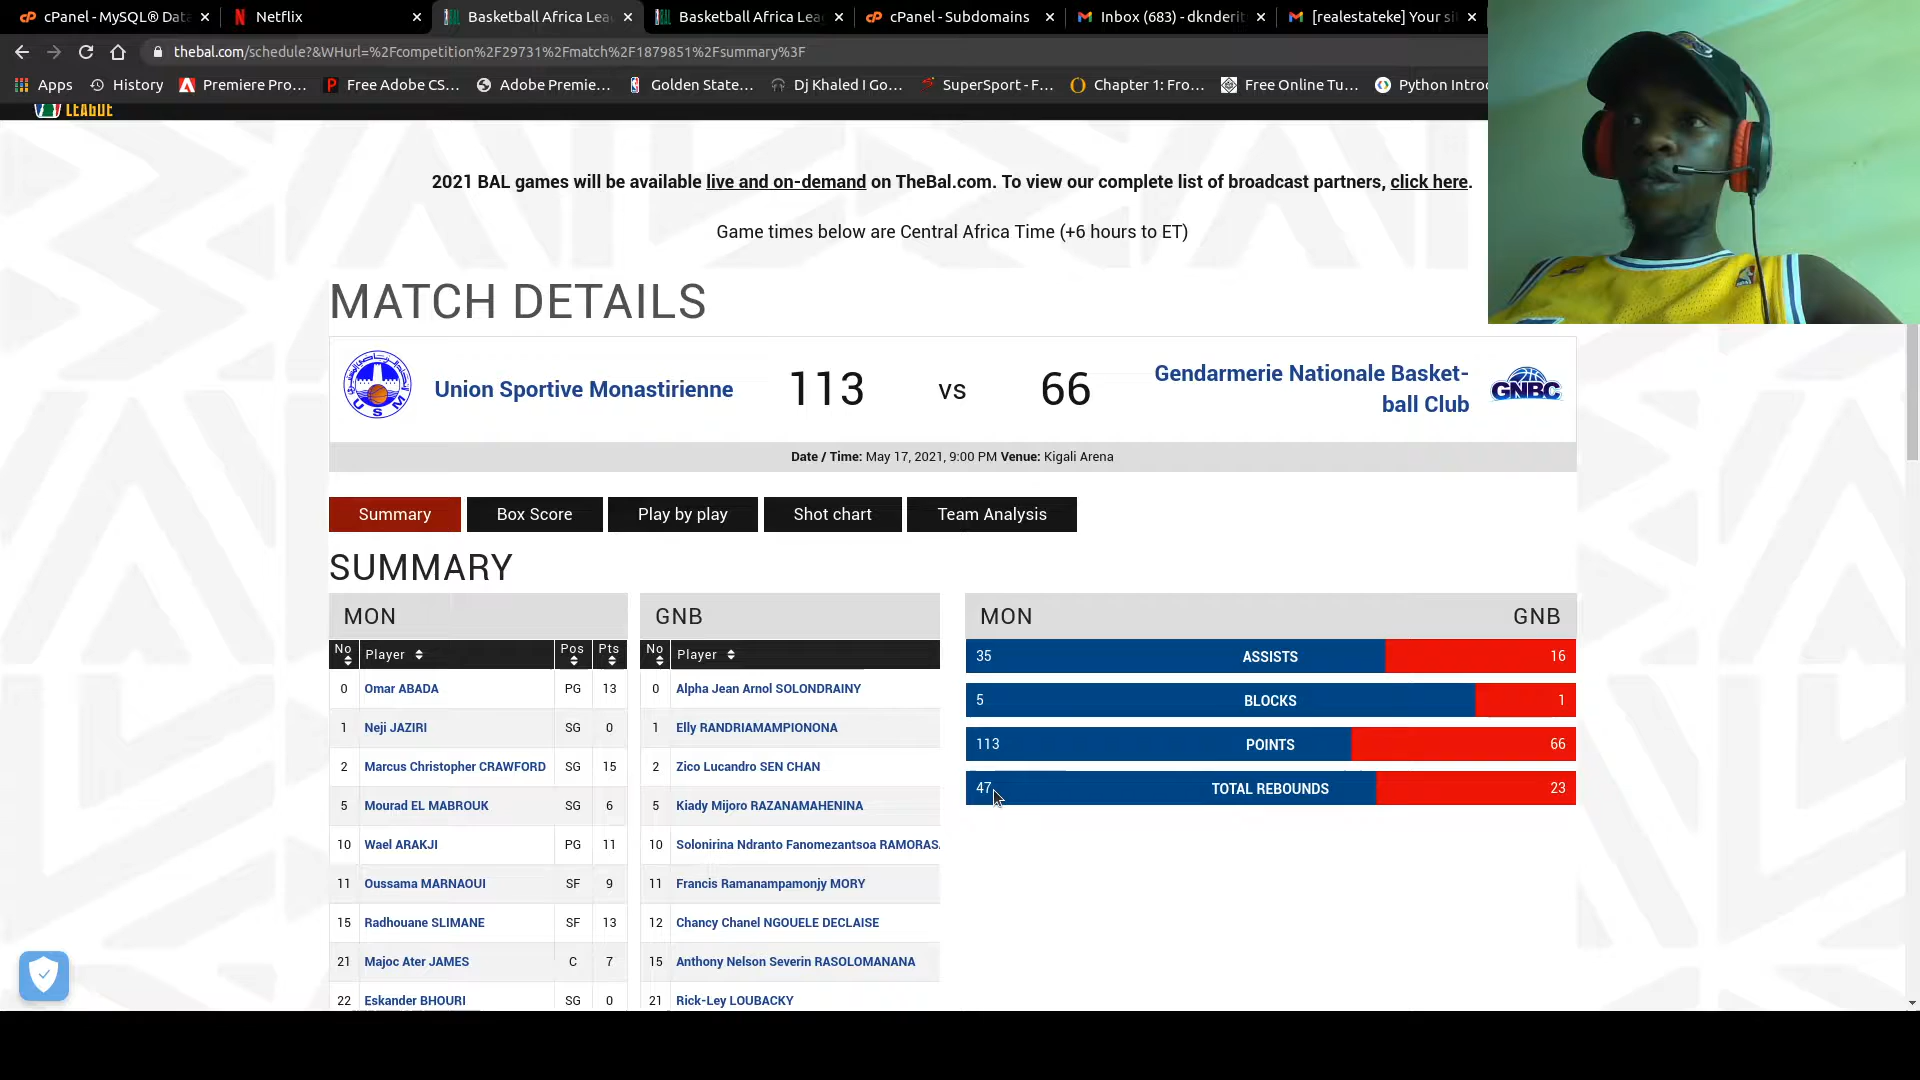 cPanel - MySQL® Data
Netflix
Basketball Africa Lea
Basketball Africa Lea
cPanel - Subdomains
Inbox (683) - dknderit
[realestateke] Your si
thebal.com/schedule?&WHurl=%2Fcompetition%2F29731%2Fmatch%2F1879851%2Fsummary%3F
Apps
History
Premiere Pro…
Free Adobe CS…
Adobe Premie…
Golden State…
Dj Khaled I Go…
SuperSport - F…
Chapter 1: Fro…
Free Online Tu…
Python Intro
LEAGUE
2021 BAL games will be available live and on-demand on TheBal.com. To view our complete list of broadcast partners, click here.
Game times below are Central Africa Time (+6 hours to ET)
MATCH DETAILS
USM
Union Sportive Monastirienne
113
vs
66
Gendarmerie Nationale Basket-
ball Club
GNBC
Date / Time: May 17, 2021, 9:00 PM Venue: Kigali Arena
Summary
Box Score
Play by play
Shot chart
Team Analysis
SUMMARY
MON
No Player Pos Pts
0 Omar ABADA PG 13
1 Neji JAZIRI SG 0
2 Marcus Christopher CRAWFORD SG 15
5 Mourad EL MABROUK SG 6
10 Wael ARAKJI PG 11
11 Oussama MARNAOUI SF 9
15 Radhouane SLIMANE SF 13
21 Majoc Ater JAMES C 7
22 Eskander BHOURI SG 0
GNB
No Player
0 Alpha Jean Arnol SOLONDRAINY
1 Elly RANDRIAMAMPIONONA
2 Zico Lucandro SEN CHAN
5 Kiady Mijoro RAZANAMAHENINA
10 Solonirina Ndranto Fanomezantsoa RAMORAS
11 Francis Ramanampamonjy MORY
12 Chancy Chanel NGOUELE DECLAISE
15 Anthony Nelson Severin RASOLOMANANA
21 Rick-Ley LOUBACKY
MON GNB
35 ASSISTS 16
5 BLOCKS 1
113 POINTS 66
47 TOTAL REBOUNDS 23